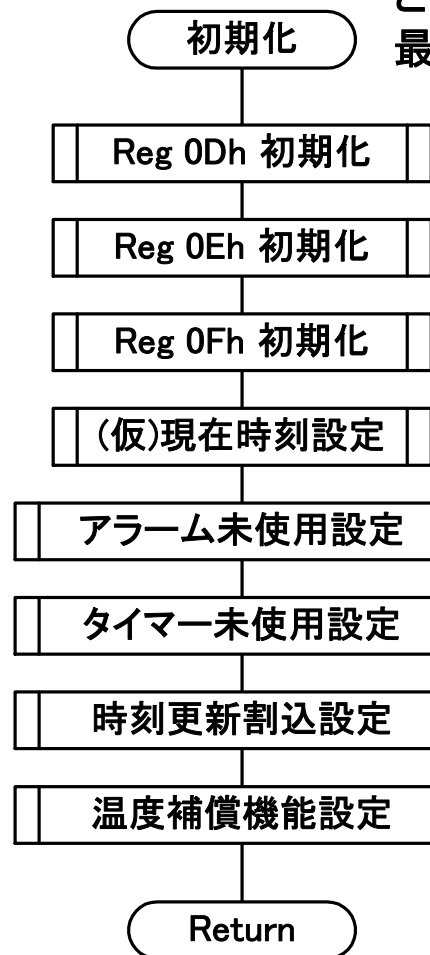 初期化
最
Reg 0Dh 初期化
Reg 0Eh 初期化
Reg 0Fh 初期化
(仮)現在時刻設定
アラーム未使用設定
タイマー未使用設定
時刻更新割込設定
温度補償機能設定
Return